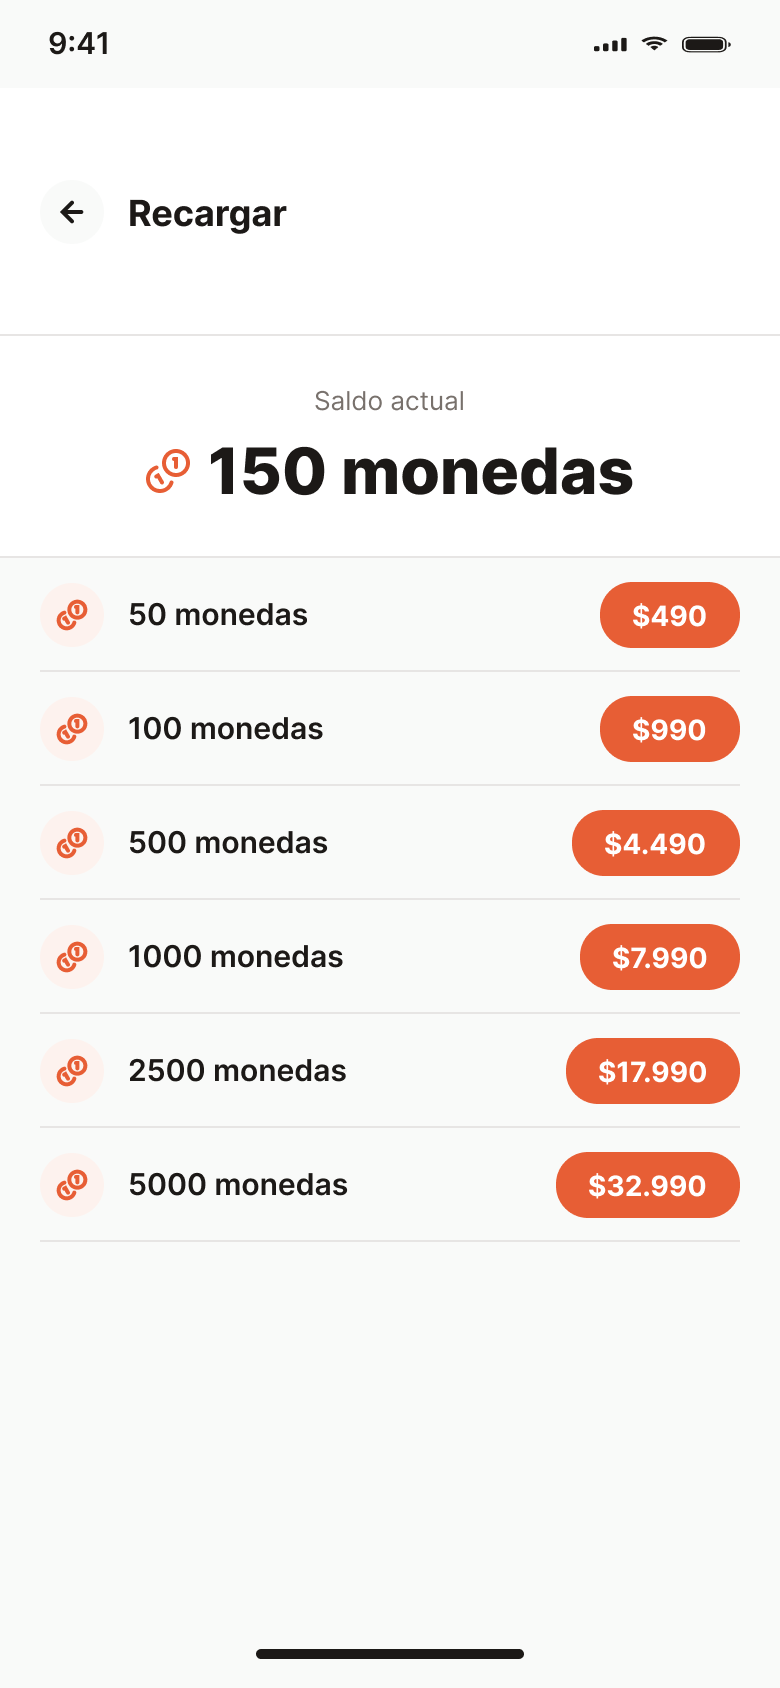 9:41
Recargar
Saldo actual
150 monedas
50 monedas $490
100 monedas $990
500 monedas $4.490
1000 monedas $7.990
2500 monedas $17.990
5000 monedas $32.990